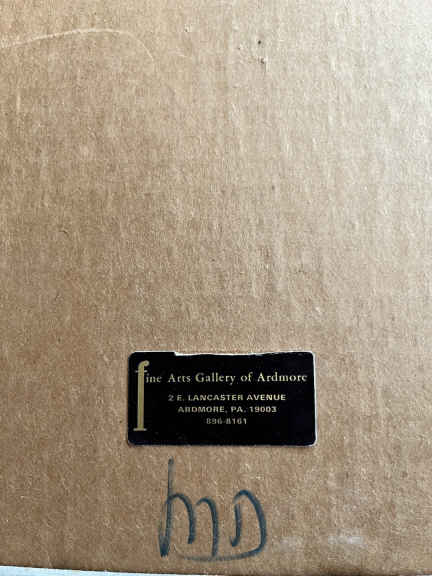 fine Arts Gallery of Ardmore
2 E. LANCASTER AVENUE
ARDMORE, PA. 19003
896-8161